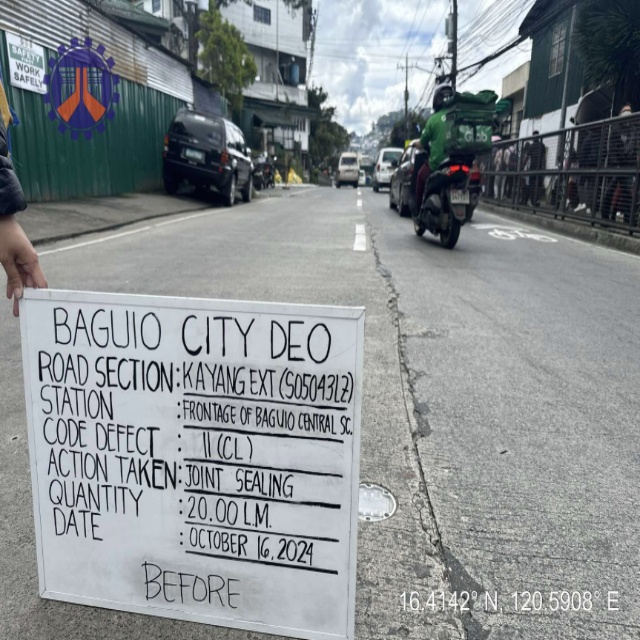 SAFETY
WORK
SAFELY
BAGUIO CITY DEO
ROAD SECTION: KAYANG EXT (S05043LZ)
STATION : FRONTAGE OF BAGUIO CENTRAL SC.
CODE DEFECT : 11 (CL)
ACTION TAKEN: JOINT SEALING
QUANTITY : 20.00 L.M.
DATE : OCTOBER 16, 2024
BEFORE
16.4142° N, 120.5908° E